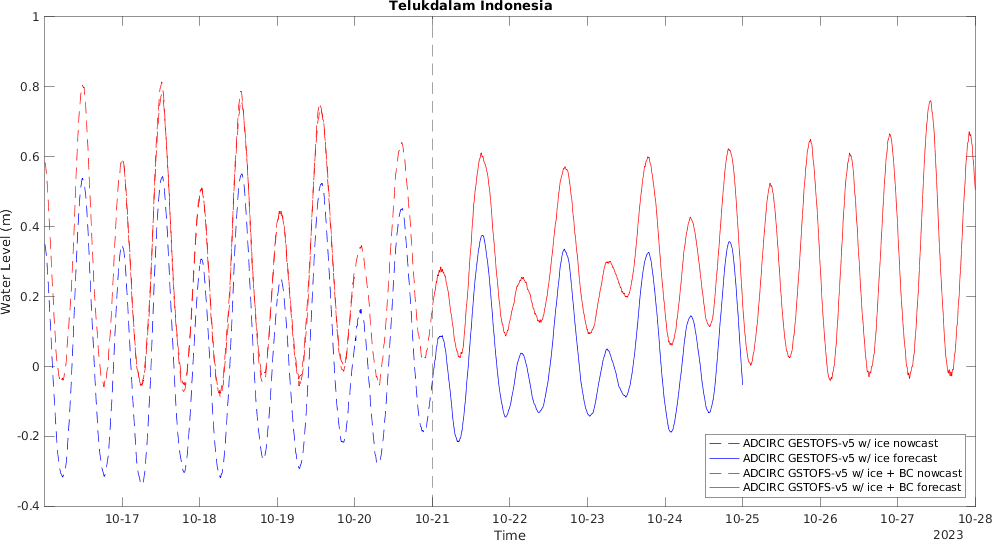 Telukdalam Indonesia
1
0.8
0.6
0.4
0.2
0
-0.2
-0.4
Water Level (m)
10-17 10-18 10-19 10-20 10-21 10-22 10-23 10-24 10-25 10-26 10-27 10-28
Time
2023
ADCIRC GESTOFS-v5 w/ ice nowcast
ADCIRC GESTOFS-v5 w/ ice forecast
ADCIRC GSTOFS-v5 w/ ice + BC nowcast
ADCIRC GSTOFS-v5 w/ ice + BC forecast